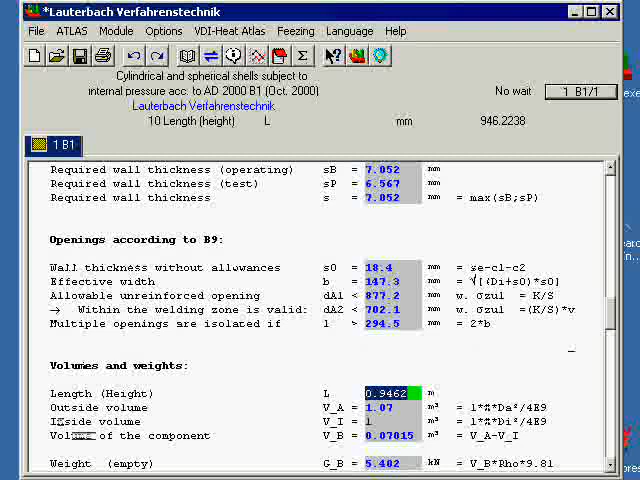 *Lauterbach Verfahrenstechnik
File ATLAS Module Options VDI-Heat Atlas Feezing Language Help
Cylindrical and spherical shells subject to
internal pressure acc. to AD 2000 B1 (Oct. 2000)
No wait 1 B1/1
Lauterbach Verfahrenstechnik
10 Length (height) L mm 946.2238
1 B1
Required wall thickness (operating) sB = 7.052 mm
Required wall thickness (test) sP = 6.567 mm
Required wall thickness s = 7.052 mm = max(sB;sP)
Openings according to B9:
Wall thickness without allowances s0 = 18.4 mm = se-c1-c2
Effective width b = 147.3 mm = √[(Di+s0)*s0]
Allowable unreinforced opening dA1 < 877.2 mm w. σzul = K/S
→ Within the welding zone is valid: dA2 < 702.1 mm w. σzul =(K/S)*v
Multiple openings are isolated if l > 294.5 mm = 2*b
Volumes and weights:
Length (Height) L 0.9462 m
Outside volume V_A = 1.07 m³ = l*π*Da²/4E9
Inside volume V_I = 1 m³ = l*π*Di²/4E9
Volume of the component V_B = 0.07015 m³ = V_A-V_I
Weight (empty) G_B = 5.402 kN = V_B*Rho*9.81